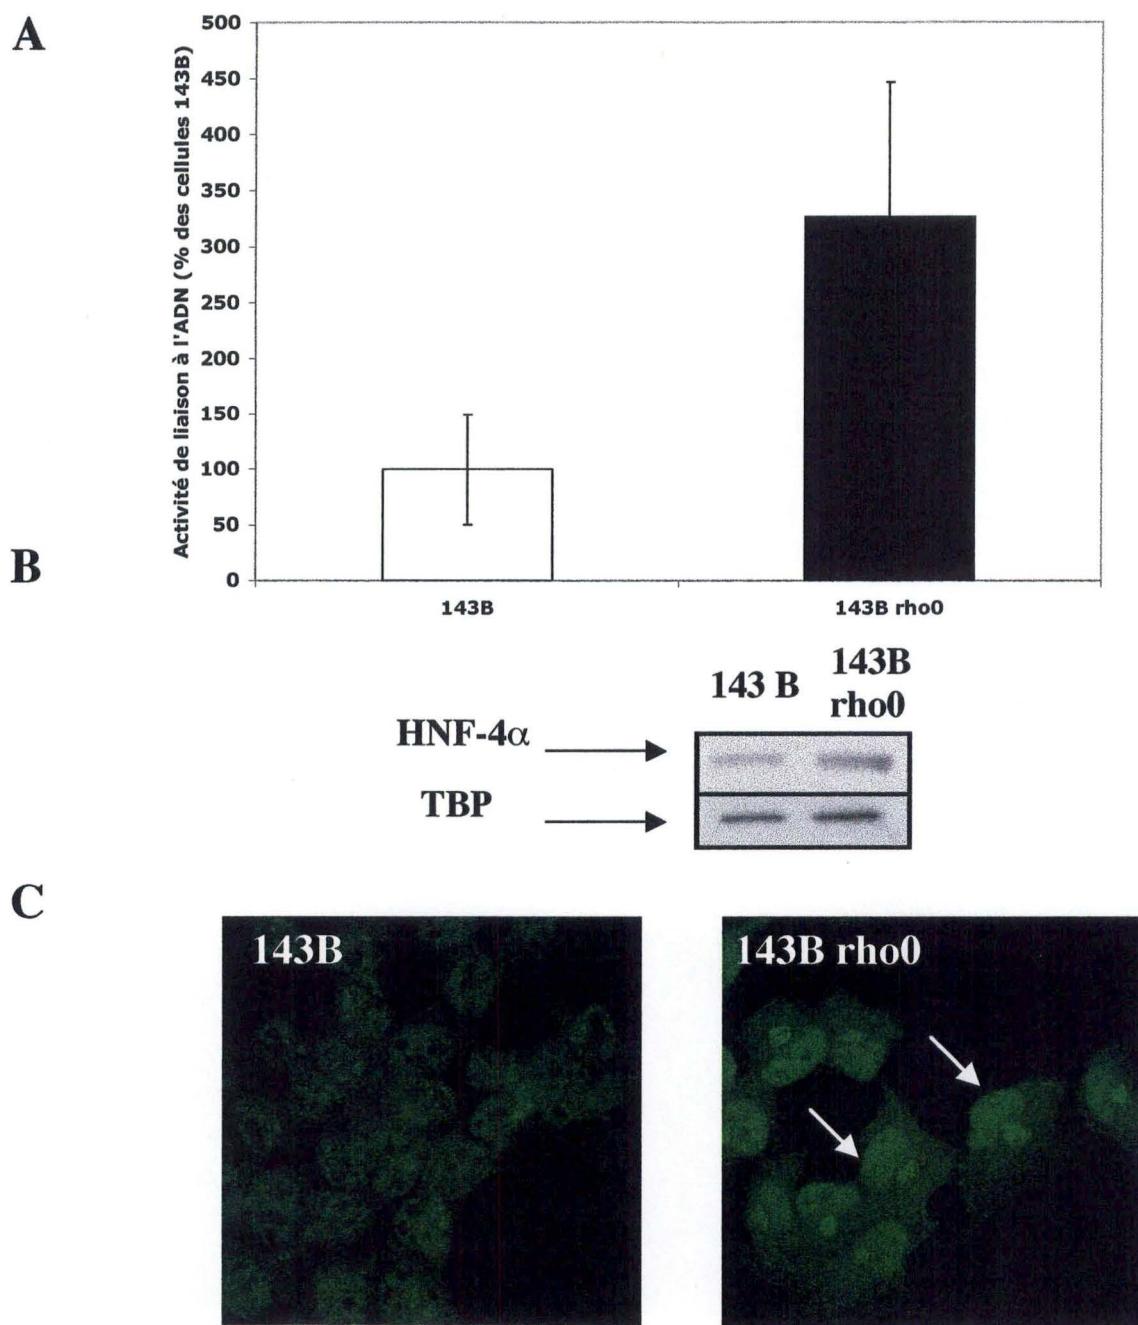 A
Activité de liaison à l'ADN (% des cellules 143B)
500
450
400
350
300
250
200
150
100
50
0
143B
143B rho0
B
143 B
143B
rho0
HNF-4α
TBP
C
143B
143B rho0